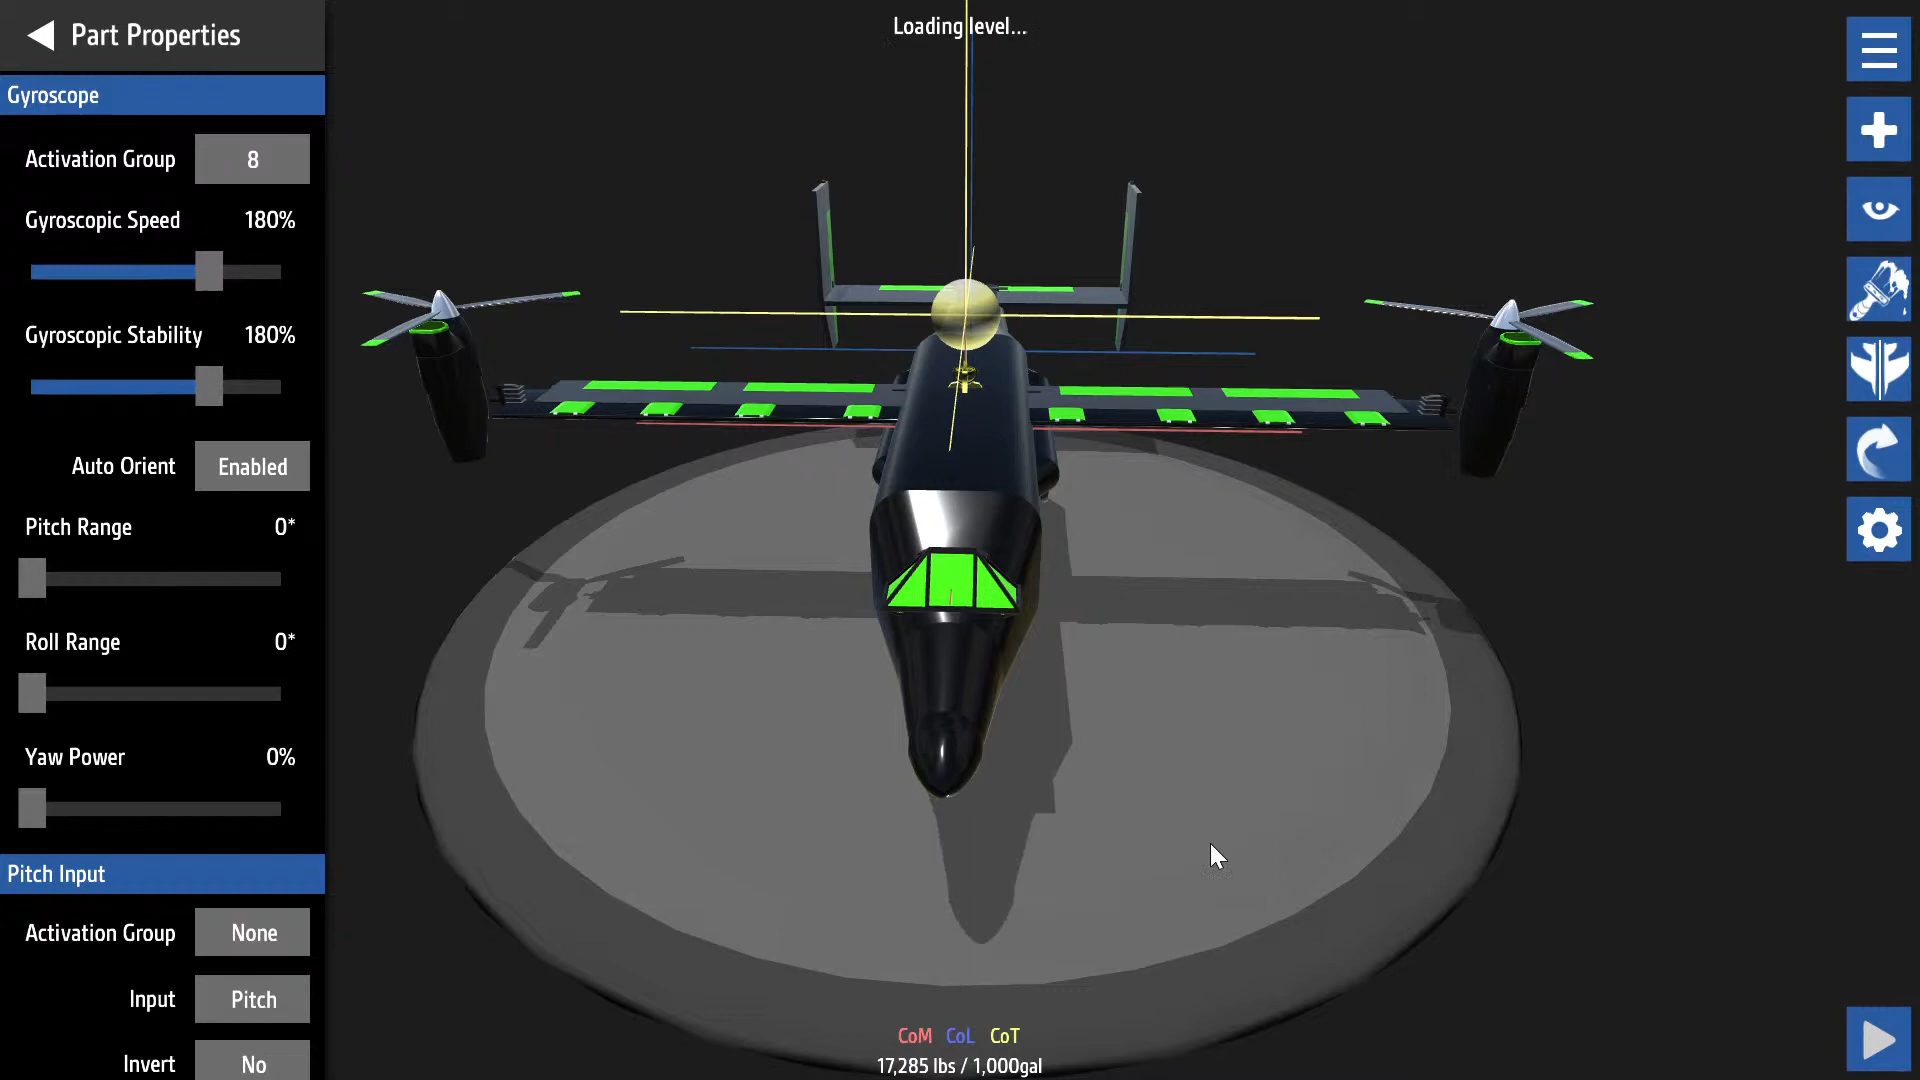 Part Properties
Loading level...
Gyroscope
Activation Group 8
Gyroscopic Speed 180%
Gyroscopic Stability 180%
Auto Orient Enabled
Pitch Range 0*
Roll Range 0*
Yaw Power 0%
Pitch Input
Activation Group None
Input Pitch
Invert No
CoM CoL CoT
17,285 lbs / 1,000gal